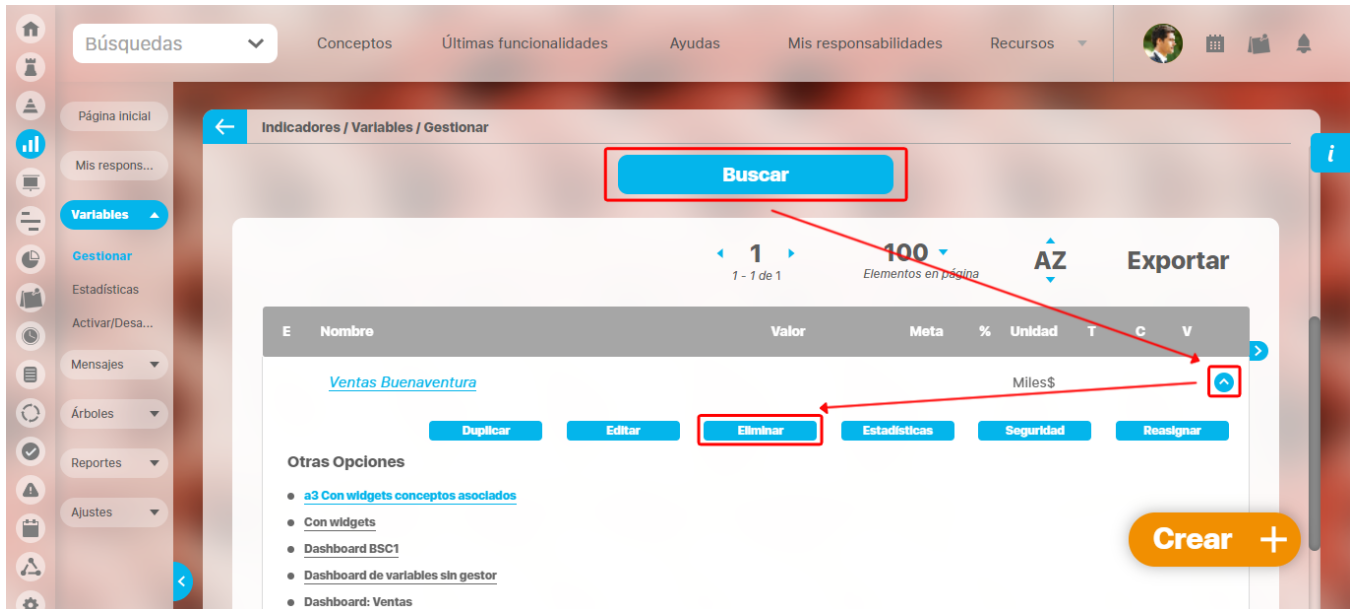 Búsquedas
Conceptos
Últimas funcionalidades
Ayudas
Mis responsabilidades
Recursos
Página inicial
Mis respons...
Variables
Gestionar
Estadísticas
Activar/Desa...
Mensajes
Árboles
Reportes
Ajustes
Indicadores / Variables / Gestionar
i
Buscar
1
1 - 1 de 1
100
Elementos en página
AZ
Exportar
E Nombre Valor Meta % Unidad T C V
Ventas Buenaventura Miles$
Duplicar Editar Eliminar Estadísticas Seguridad Reasignar
Otras Opciones
a3 Con widgets conceptos asociados
Con widgets
Dashboard BSC1
Dashboard de variables sin gestor
Dashboard: Ventas
Crear +